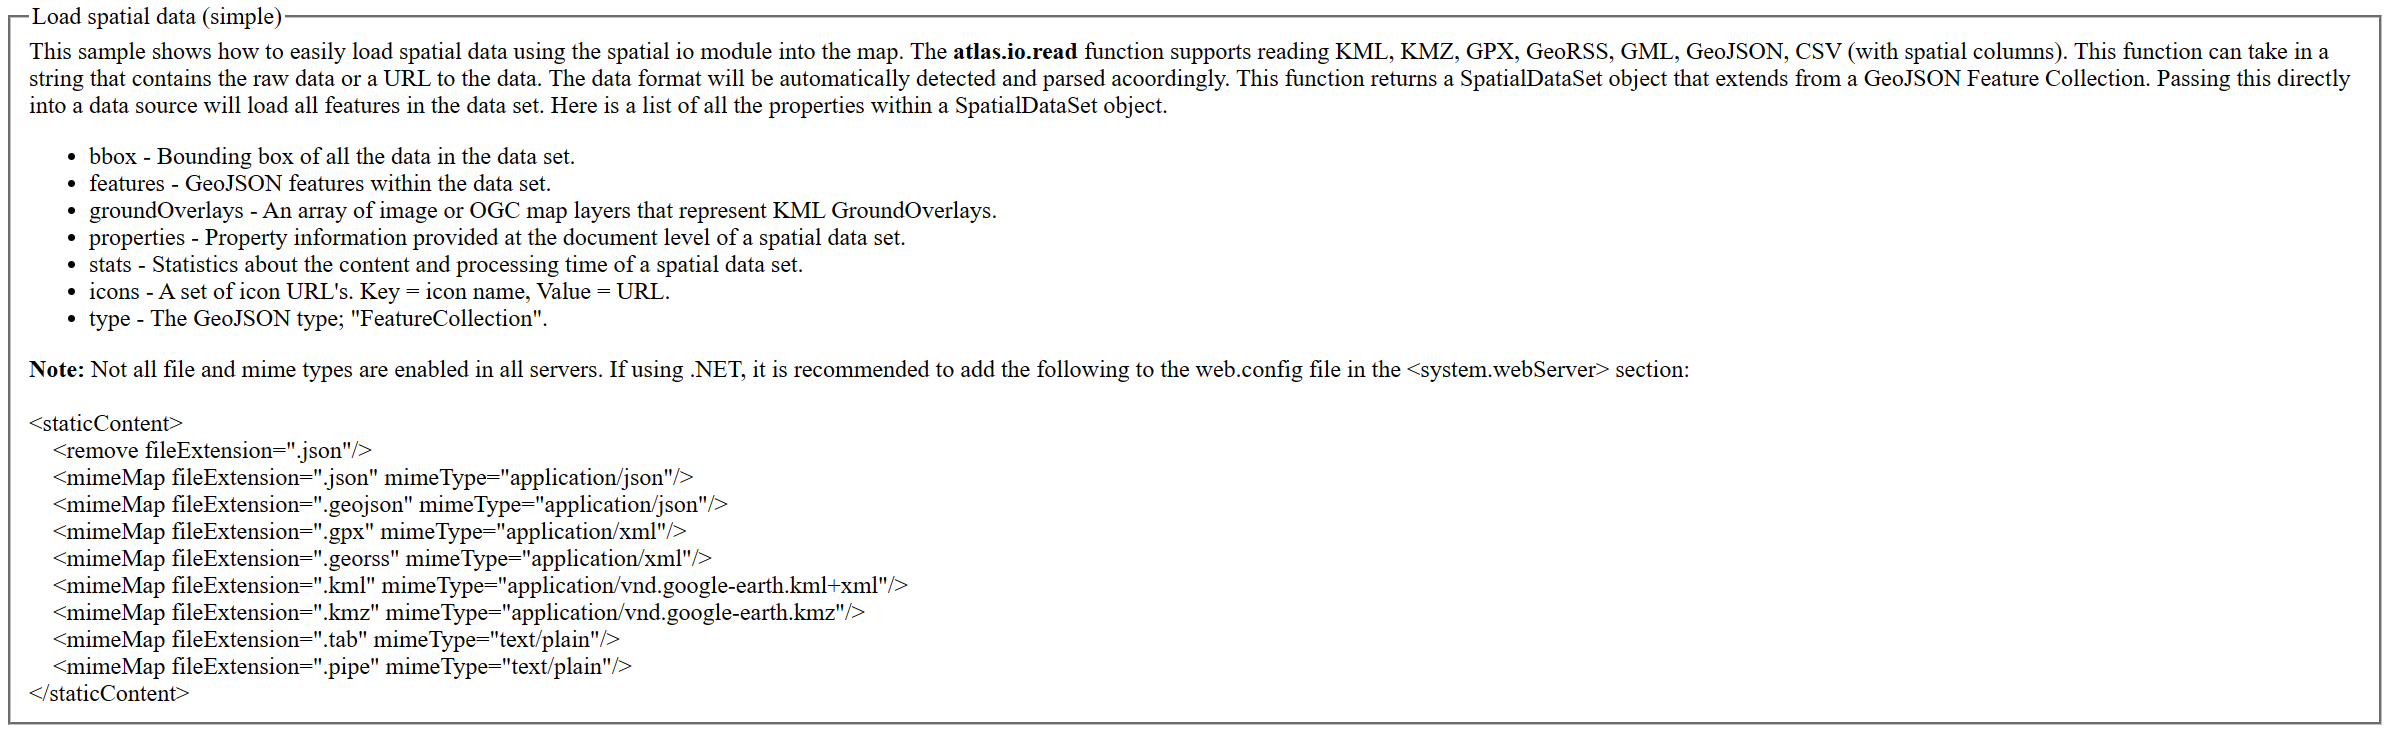 Load spatial data (simple)
This sample shows how to easily load spatial data using the spatial io module into the map. The atlas.io.read function supports reading KML, KMZ, GPX, GeoRSS, GML, GeoJSON, CSV (with spatial columns). This function can take in a
string that contains the raw data or a URL to the data. The data format will be automatically detected and parsed acoordingly. This function returns a SpatialDataSet object that extends from a GeoJSON Feature Collection. Passing this directly
into a data source will load all features in the data set. Here is a list of all the properties within a SpatialDataSet object.
• bbox - Bounding box of all the data in the data set.
• features - GeoJSON features within the data set.
• groundOverlays - An array of image or OGC map layers that represent KML GroundOverlays.
• properties - Property information provided at the document level of a spatial data set.
• stats - Statistics about the content and processing time of a spatial data set.
• icons - A set of icon URL's. Key = icon name, Value = URL.
• type - The GeoJSON type; "FeatureCollection".
Note: Not all file and mime types are enabled in all servers. If using .NET, it is recommended to add the following to the web.config file in the <system.webServer> section:
<staticContent>
<remove fileExtension=".json"/>
<mimeMap fileExtension=".json" mimeType="application/json"/>
<mimeMap fileExtension=".geojson" mimeType="application/json"/>
<mimeMap fileExtension=".gpx" mimeType="application/xml"/>
<mimeMap fileExtension=".georss" mimeType="application/xml"/>
<mimeMap fileExtension=".kml" mimeType="application/vnd.google-earth.kml+xml"/>
<mimeMap fileExtension=".kmz" mimeType="application/vnd.google-earth.kmz"/>
<mimeMap fileExtension=".tab" mimeType="text/plain"/>
<mimeMap fileExtension=".pipe" mimeType="text/plain"/>
</staticContent>